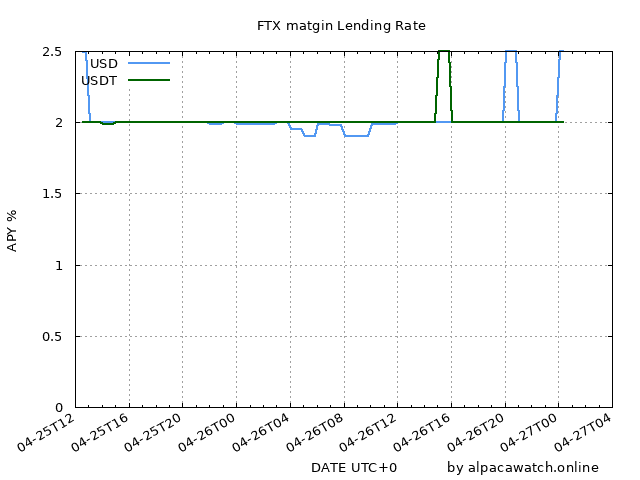 FTX matgin Lending Rate
2.5
USD
USDT
2
1.5
APY %
1
0.5
0
04-25T12 04-25T16 04-25T20 04-26T00 04-26T04 04-26T08 04-26T12 04-26T16 04-26T20 04-27T00 04-27T04
DATE UTC+0 by alpacawatch.online